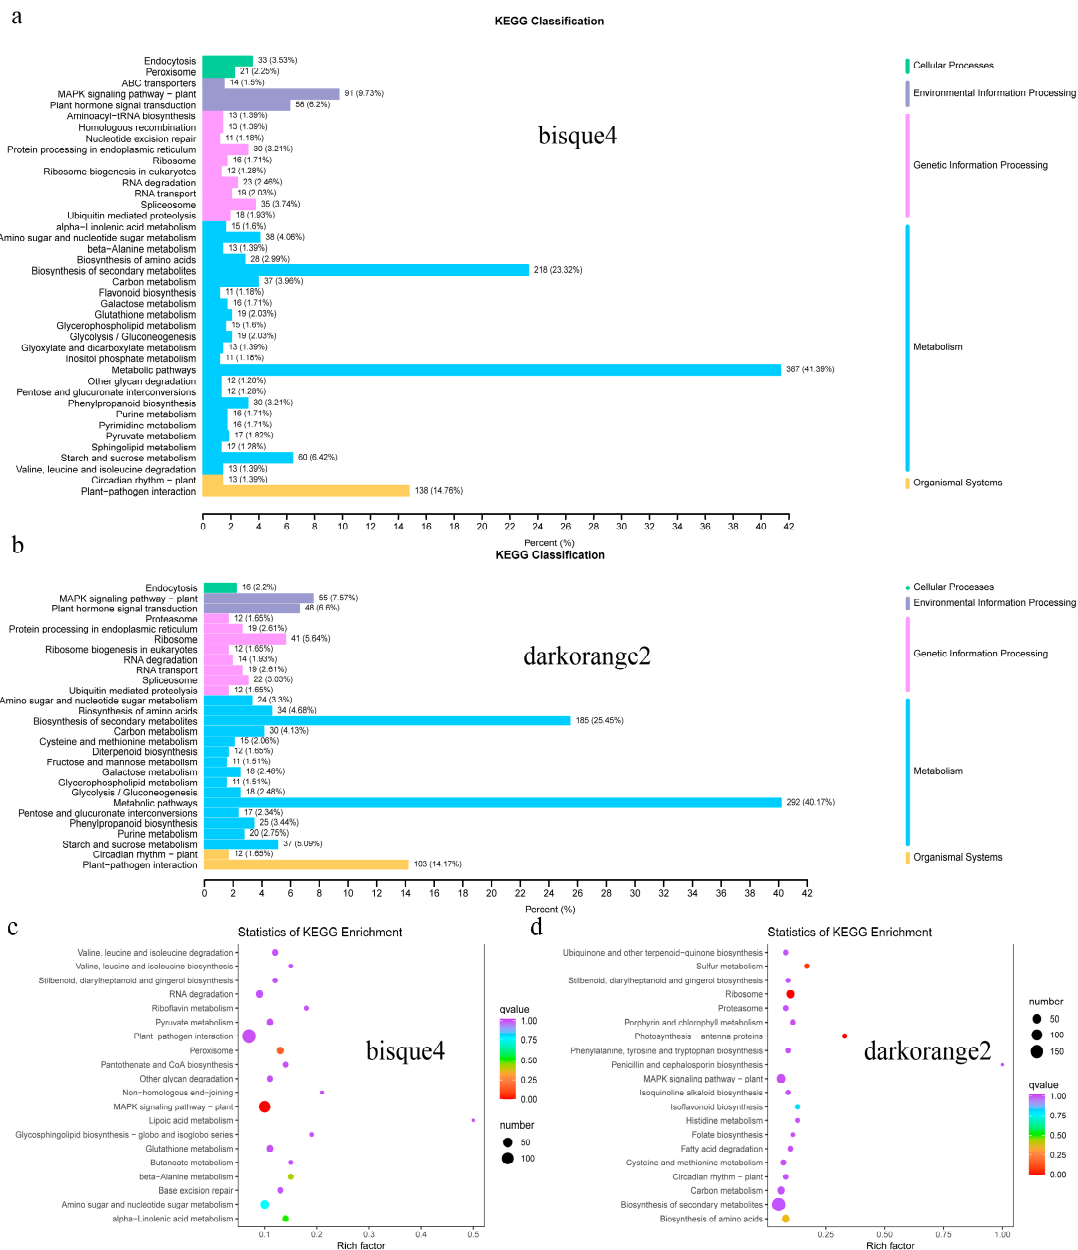 a
KEGG Classification
Endocytosis 33 (3.53%)
Peroxisome 21 (2.25%)
ABC transporters 14 (1.5%)
MAPK signaling pathway − plant 91 (9.73%)
Plant hormone signal transduction 58 (6.2%)
Aminoacyl−tRNA biosynthesis 13 (1.39%)
Homologous recombination 13 (1.39%)
Nucleotide excision repair 11 (1.18%)
Protein processing in endoplasmic reticulum 30 (3.21%)
Ribosome 16 (1.71%)
Ribosome biogenesis in eukaryotes 12 (1.28%)
RNA degradation 23 (2.46%)
RNA transport 19 (2.03%)
Spliceosome 35 (3.74%)
Ubiquitin mediated proteolysis 18 (1.93%)
alpha−Linolenic acid metabolism 15 (1.6%)
Amino sugar and nucleotide sugar metabolism 38 (4.06%)
beta−Alanine metabolism 13 (1.39%)
Biosynthesis of amino acids 28 (2.99%)
Biosynthesis of secondary metabolites 218 (23.32%)
Carbon metabolism 37 (3.96%)
Flavonoid biosynthesis 11 (1.18%)
Galactose metabolism 16 (1.71%)
Glutathione metabolism 19 (2.03%)
Glycerophospholipid metabolism 15 (1.6%)
Glycolysis / Gluconeogenesis 19 (2.03%)
Glyoxylate and dicarboxylate metabolism 13 (1.39%)
Inositol phosphate metabolism 11 (1.18%)
Metabolic pathways 387 (41.39%)
Other glycan degradation 12 (1.28%)
Pentose and glucuronate interconversions 12 (1.28%)
Phenylpropanoid biosynthesis 30 (3.21%)
Purine metabolism 16 (1.71%)
Pyrimidine metabolism 16 (1.71%)
Pyruvate metabolism 17 (1.82%)
Sphingolipid metabolism 12 (1.28%)
Starch and sucrose metabolism 60 (6.42%)
Valine, leucine and isoleucine degradation 13 (1.39%)
Circadian rhythm − plant 13 (1.39%)
Plant−pathogen interaction 138 (14.76%)
bisque4
Cellular Processes
Environmental Information Processing
Genetic Information Processing
Metabolism
Organismal Systems
0 2 4 6 8 10 12 14 16 18 20 22 24 26 28 30 32 34 36 38 40 42
Percent (%)
b
KEGG Classification
Endocytosis 16 (2.2%)
MAPK signaling pathway − plant 55 (7.57%)
Plant hormone signal transduction 48 (6.6%)
Proteasome 12 (1.65%)
Protein processing in endoplasmic reticulum 19 (2.61%)
Ribosome 41 (5.64%)
Ribosome biogenesis in eukaryotes 12 (1.65%)
RNA degradation 14 (1.93%)
RNA transport 19 (2.61%)
Spliceosome 22 (3.03%)
Ubiquitin mediated proteolysis 12 (1.65%)
Amino sugar and nucleotide sugar metabolism 24 (3.3%)
Biosynthesis of amino acids 34 (4.68%)
Biosynthesis of secondary metabolites 185 (25.45%)
Carbon metabolism 30 (4.13%)
Cysteine and methionine metabolism 15 (2.06%)
Diterpenoid biosynthesis 12 (1.65%)
Fructose and mannose metabolism 11 (1.51%)
Galactose metabolism 18 (2.48%)
Glycerophospholipid metabolism 11 (1.51%)
Glycolysis / Gluconeogenesis 18 (2.48%)
Metabolic pathways 292 (40.17%)
Pentose and glucuronate interconversions 17 (2.34%)
Phenylpropanoid biosynthesis 25 (3.44%)
Purine metabolism 20 (2.75%)
Starch and sucrose metabolism 37 (5.09%)
Circadian rhythm − plant 12 (1.65%)
Plant−pathogen interaction 103 (14.17%)
darkorange2
Cellular Processes
Environmental Information Processing
Genetic Information Processing
Metabolism
Organismal Systems
0 2 4 6 8 10 12 14 16 18 20 22 24 26 28 30 32 34 36 38 40 42
Percent (%)
c
Statistics of KEGG Enrichment
Valine, leucine and isoleucine degradation
Valine, leucine and isoleucine biosynthesis
Stilbenoid, diarylheptanoid and gingerol biosynthesis
RNA degradation
Riboflavin metabolism
Pyruvate metabolism
Plant−pathogen interaction
Peroxisome
Pantothenate and CoA biosynthesis
Other glycan degradation
Non−homologous end−joining
MAPK signaling pathway − plant
Lipoic acid metabolism
Glycosphingolipid biosynthesis − globo and isoglobo series
Glutathione metabolism
Butanoate metabolism
beta−Alanine metabolism
Base excision repair
Amino sugar and nucleotide sugar metabolism
alpha−Linolenic acid metabolism
bisque4
0.1 0.2 0.3 0.4 0.5
Rich factor
qvalue
1.00
0.75
0.50
0.25
0.00
number
50
100
d
Statistics of KEGG Enrichment
Ubiquinone and other terpenoid−quinone biosynthesis
Sulfur metabolism
Stilbenoid, diarylheptanoid and gingerol biosynthesis
Ribosome
Proteasome
Porphyrin and chlorophyll metabolism
Photosynthesis − antenna proteins
Phenylalanine, tyrosine and tryptophan biosynthesis
Penicillin and cephalosporin biosynthesis
MAPK signaling pathway − plant
Isoquinoline alkaloid biosynthesis
Isoflavonoid biosynthesis
Histidine metabolism
Folate biosynthesis
Fatty acid degradation
Cysteine and methionine metabolism
Circadian rhythm − plant
Carbon metabolism
Biosynthesis of secondary metabolites
Biosynthesis of amino acids
darkorange2
0.25 0.50 0.75 1.00
Rich factor
number
50
100
150
qvalue
1.00
0.75
0.50
0.25
0.00